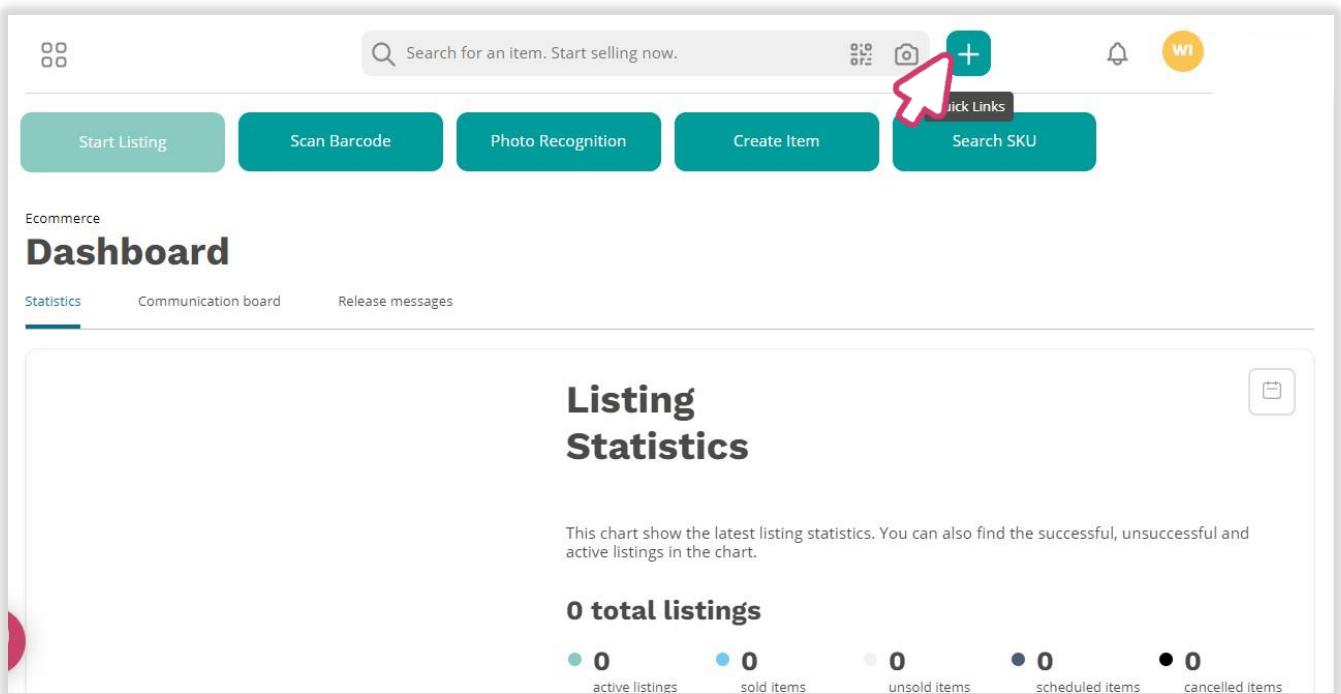 Search for an item. Start selling now.
WI
uick Links
Start Listing
Scan Barcode
Photo Recognition
Create Item
Search SKU
Ecommerce
Dashboard
Statistics
Communication board
Release messages
Listing
Statistics
This chart show the latest listing statistics. You can also find the successful, unsuccessful and
active listings in the chart.
0 total listings
0
0
0
0
0
active listings
sold items
unsold items
scheduled items
cancelled items